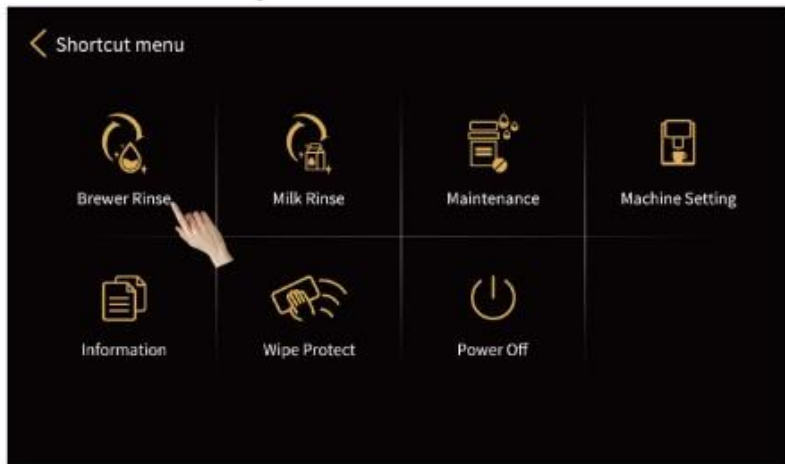 Shortcut menu
Brewer Rinse
Milk Rinse
Maintenance
Machine Setting
Information
Wipe Protect
Power Off